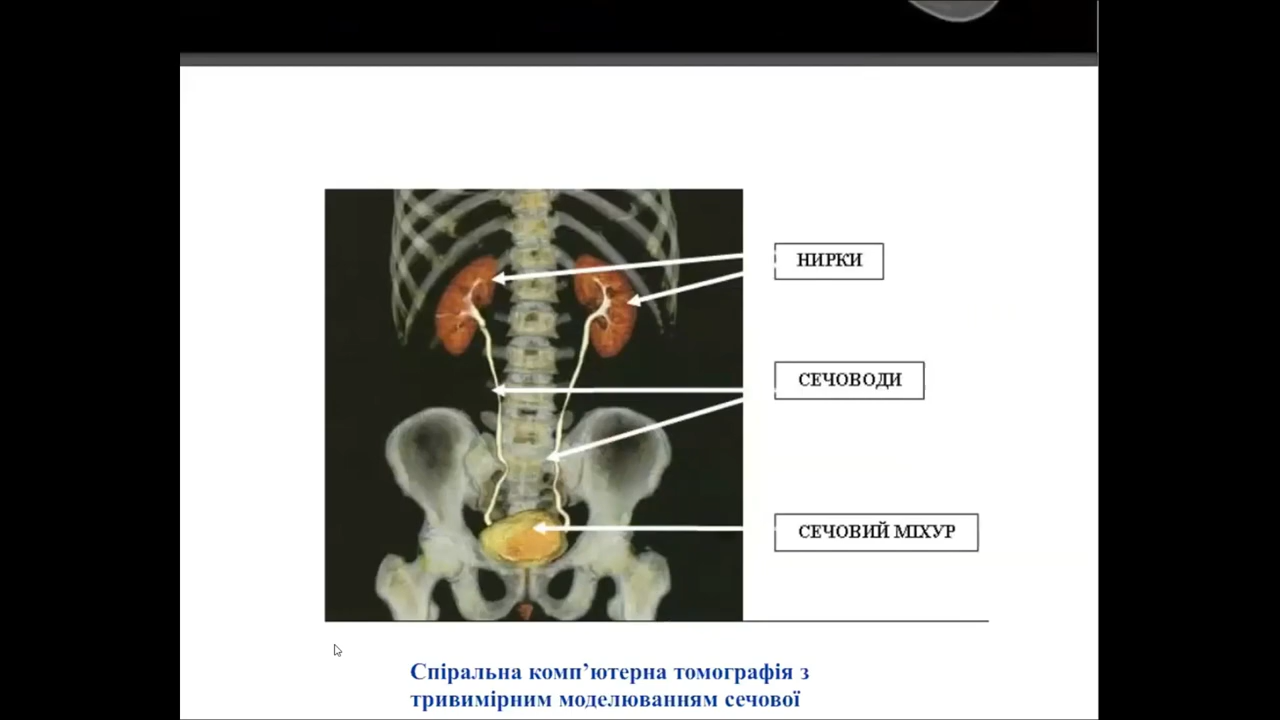 НИРКИ
СЕЧОВОДИ
СЕЧОВИЙ МІХУР
Спіральна комп’ютерна томографія з
тривимірним моделюванням сечової